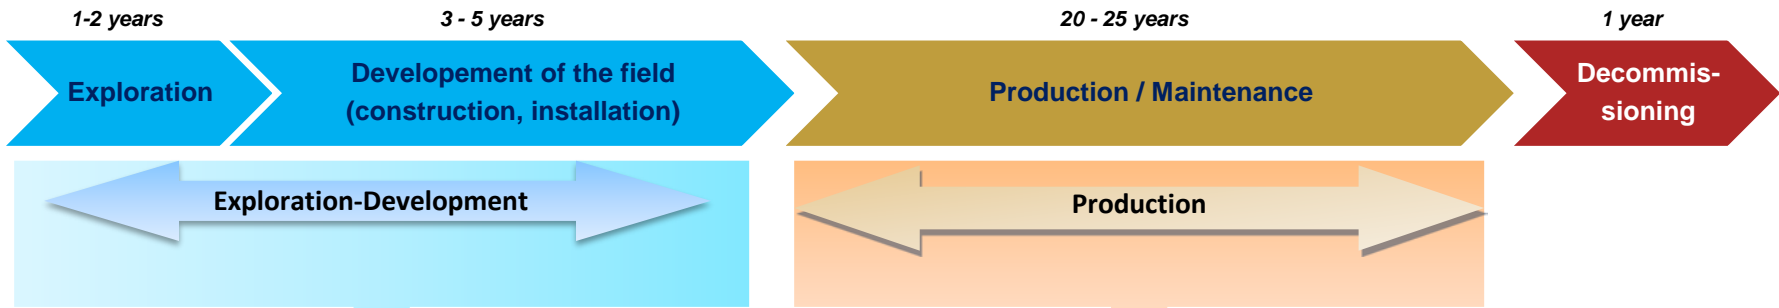 1-2 years
3 - 5 years
20 - 25 years
1 year
Exploration
Developement of the field
(construction, installation)
Production / Maintenance
Decommis-
sioning
Exploration-Development
Production